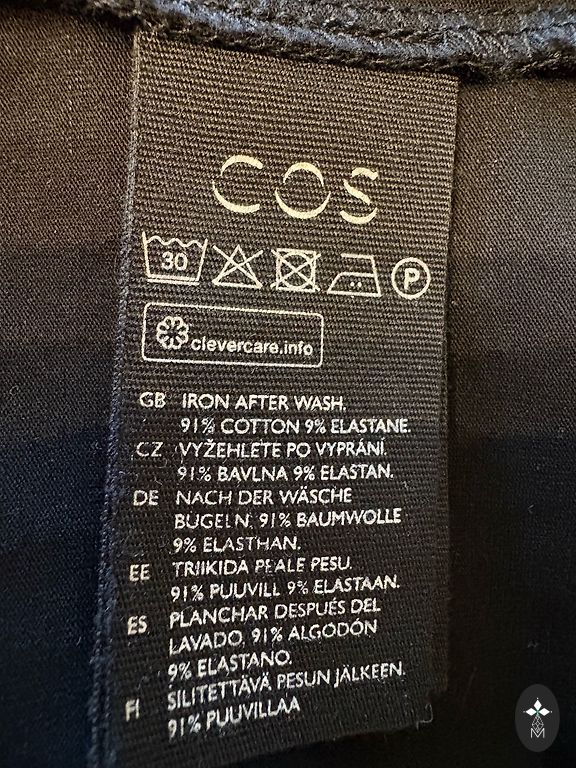 COS
30
P
clevercare.info
GB IRON AFTER WASH.
91% COTTON 9% ELASTANE.
CZ VYŽEHLETE PO VYPRÁNÍ.
91% BAVLNA 9% ELASTAN.
DE NACH DER WÄSCHE
BÜGELN. 91% BAUMWOLLE
9% ELASTHAN.
EE TRIIKIDA PEALE PESU.
91% PUUVILL 9% ELASTAAN.
ES PLANCHAR DESPUÉS DEL
LAVADO. 91% ALGODÓN
9% ELASTANO.
FI SILITETTÄVÄ PESUN JÄLKEEN.
91% PUUVILLAA
M